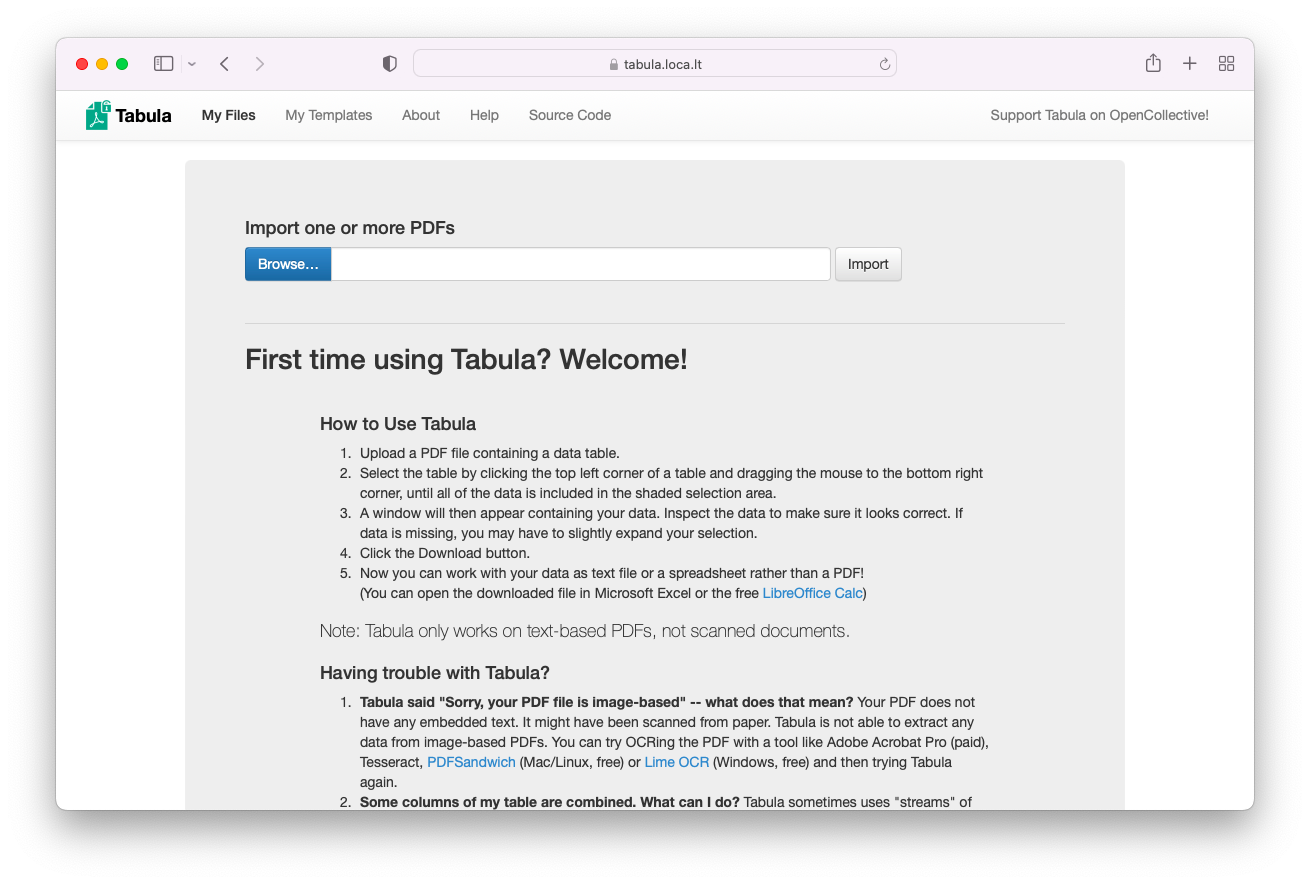 tabula.loca.lt
Tabula My Files My Templates About Help Source Code Support Tabula on OpenCollective!
Import one or more PDFs
Browse... Import
First time using Tabula? Welcome!
How to Use Tabula
1. Upload a PDF file containing a data table.
2. Select the table by clicking the top left corner of a table and dragging the mouse to the bottom right
corner, until all of the data is included in the shaded selection area.
3. A window will then appear containing your data. Inspect the data to make sure it looks correct. If
data is missing, you may have to slightly expand your selection.
4. Click the Download button.
5. Now you can work with your data as text file or a spreadsheet rather than a PDF!
(You can open the downloaded file in Microsoft Excel or the free LibreOffice Calc)
Note: Tabula only works on text-based PDFs, not scanned documents.
Having trouble with Tabula?
1. Tabula said "Sorry, your PDF file is image-based" -- what does that mean? Your PDF does not
have any embedded text. It might have been scanned from paper. Tabula is not able to extract any
data from image-based PDFs. You can try OCRing the PDF with a tool like Adobe Acrobat Pro (paid),
Tesseract, PDFSandwich (Mac/Linux, free) or Lime OCR (Windows, free) and then trying Tabula
again.
2. Some columns of my table are combined. What can I do? Tabula sometimes uses "streams" of